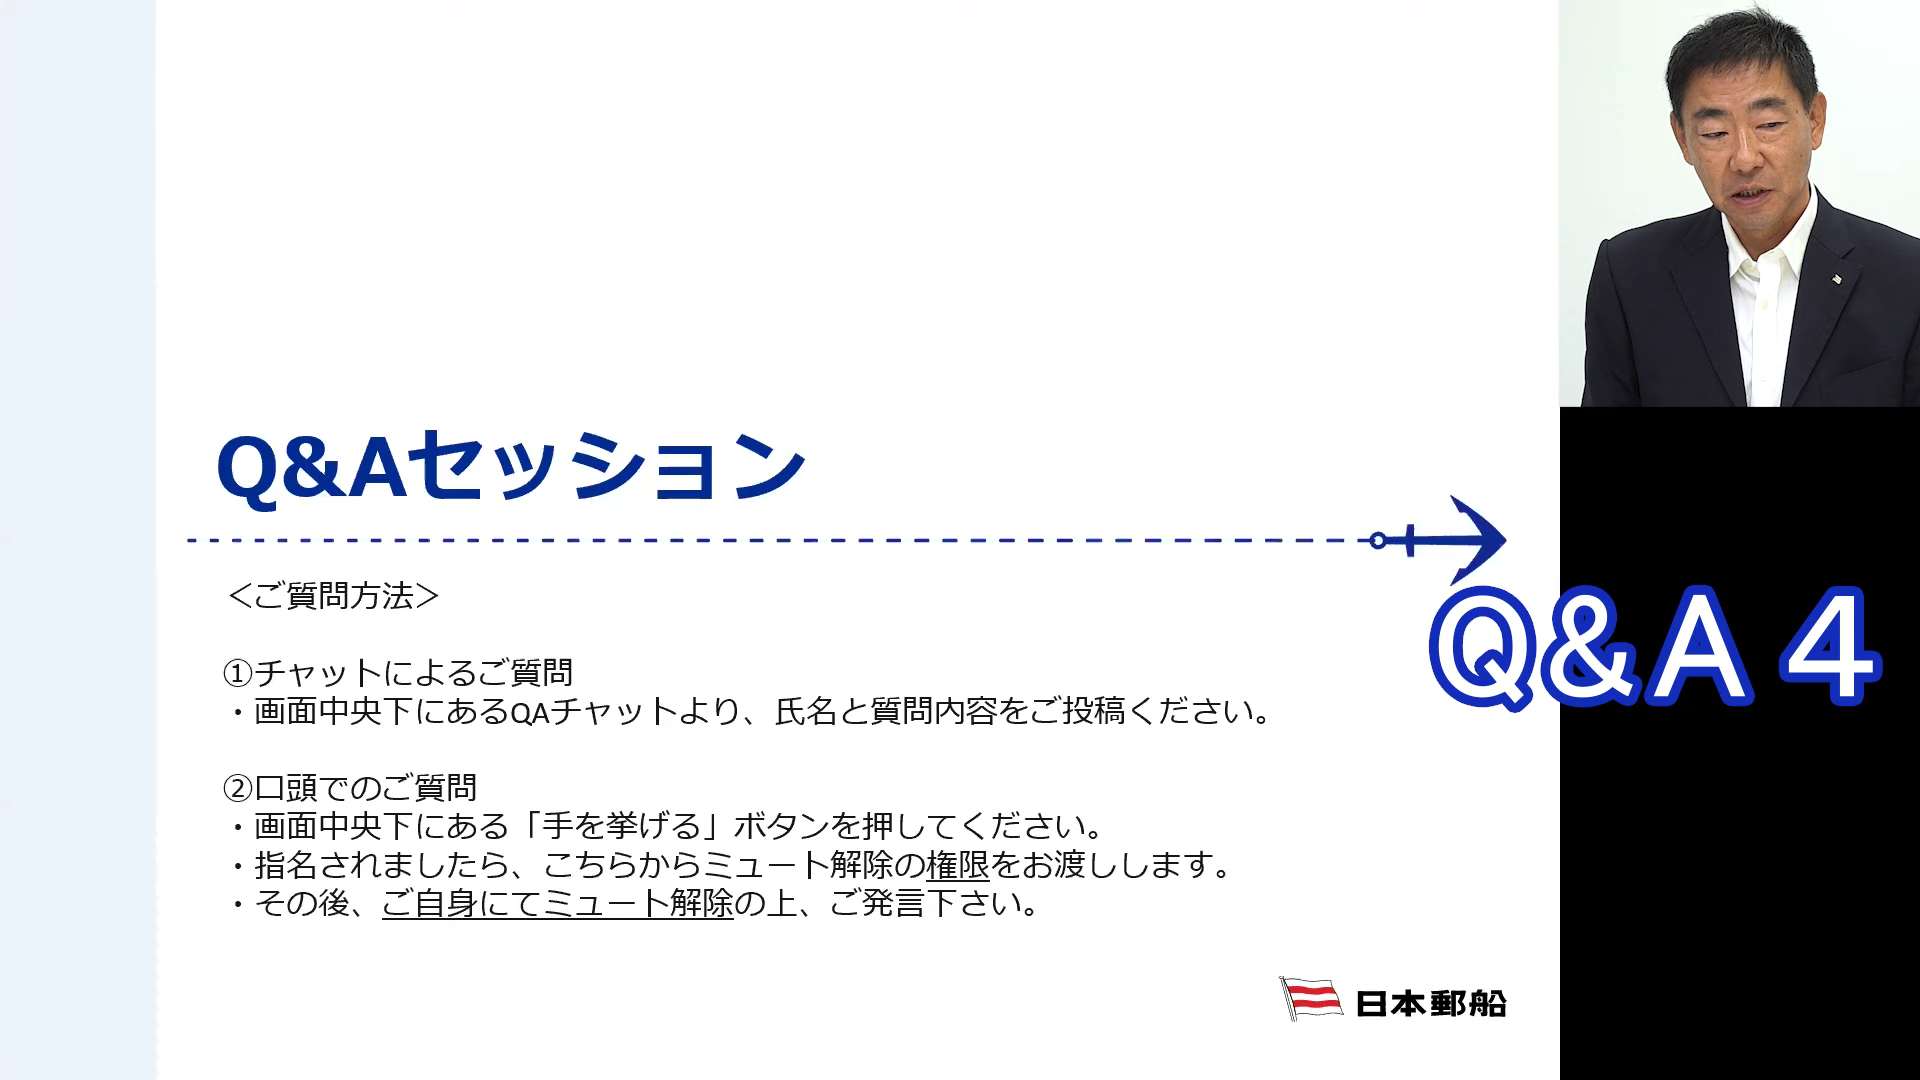 Q&Aセッション
＜ご質問方法＞
①チャットによるご質問
・画面中央下にあるQAチャットより、氏名と質問内容をご投稿ください。
②口頭でのご質問
・画面中央下にある「手を挙げる」ボタンを押してください。
・指名されましたら、こちらからミュート解除の権限をお渡しします。
・その後、ご自身にてミュート解除の上、ご発言下さい。
Q&A４
日本郵船